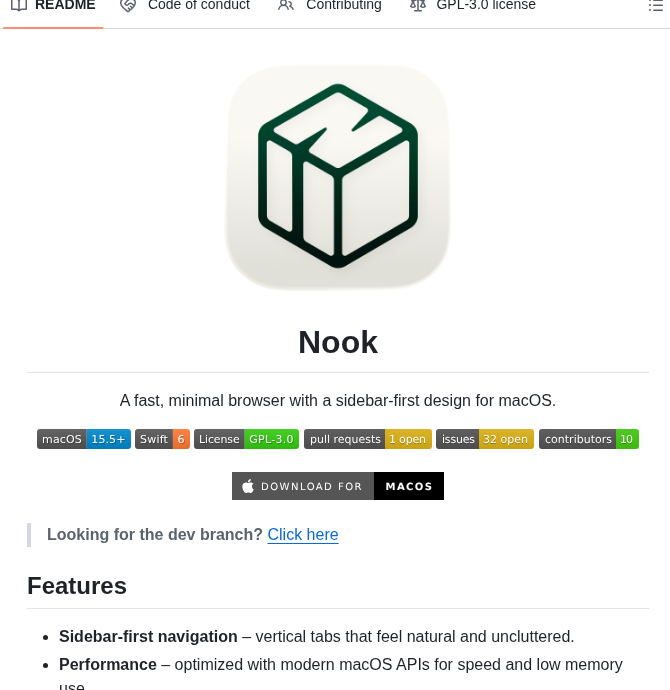 README Code of conduct Contributing GPL-3.0 license
Nook
A fast, minimal browser with a sidebar-first design for macOS.
macOS 15.5+ Swift 6 License GPL-3.0 pull requests 1 open issues 32 open contributors 10
DOWNLOAD FOR MACOS
Looking for the dev branch? Click here
Features
• Sidebar-first navigation – vertical tabs that feel natural and uncluttered.
• Performance – optimized with modern macOS APIs for speed and low memory
use.